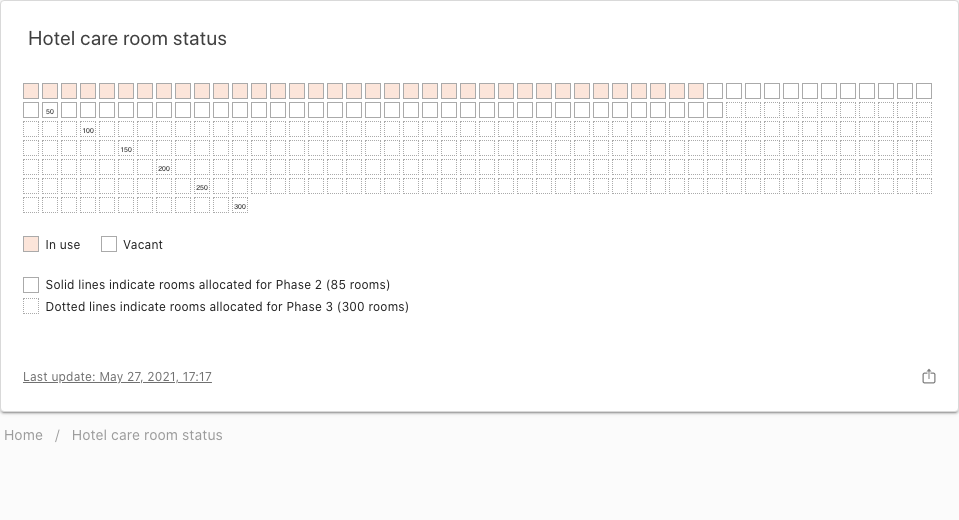 Hotel care room status
50
100
150
200
250
300
In use Vacant
Solid lines indicate rooms allocated for Phase 2 (85 rooms)
Dotted lines indicate rooms allocated for Phase 3 (300 rooms)
Last update: May 27, 2021, 17:17
Home / Hotel care room status